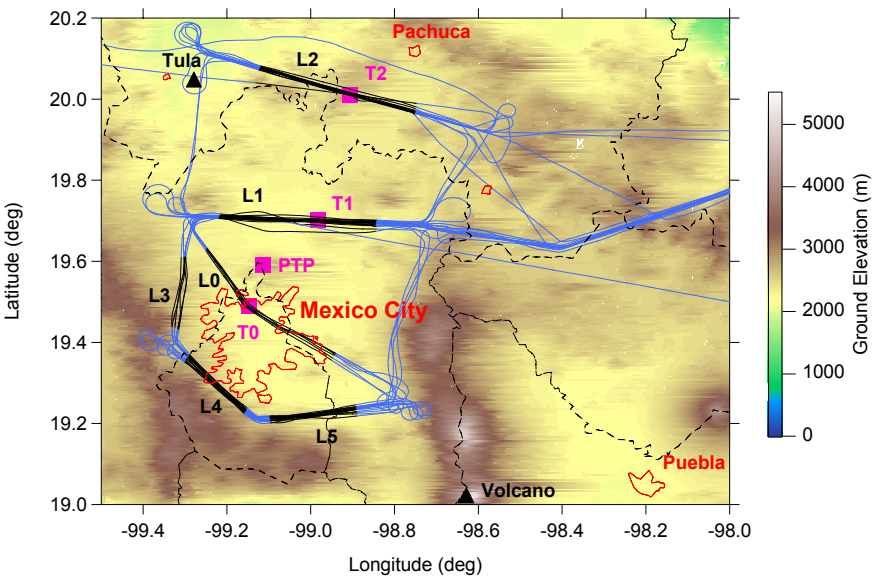 20.2
20.0
19.8
19.6
19.4
19.2
19.0
Latitude (deg)
Pachuca
Tula
L2
T2
L1
T1
PTP
L0
L3
Mexico City
T0
L4
L5
Puebla
Volcano
-99.4
-99.2
-99.0
-98.8
-98.6
-98.4
-98.2
-98.0
Longitude (deg)
5000
4000
3000
2000
1000
0
Ground Elevation (m)